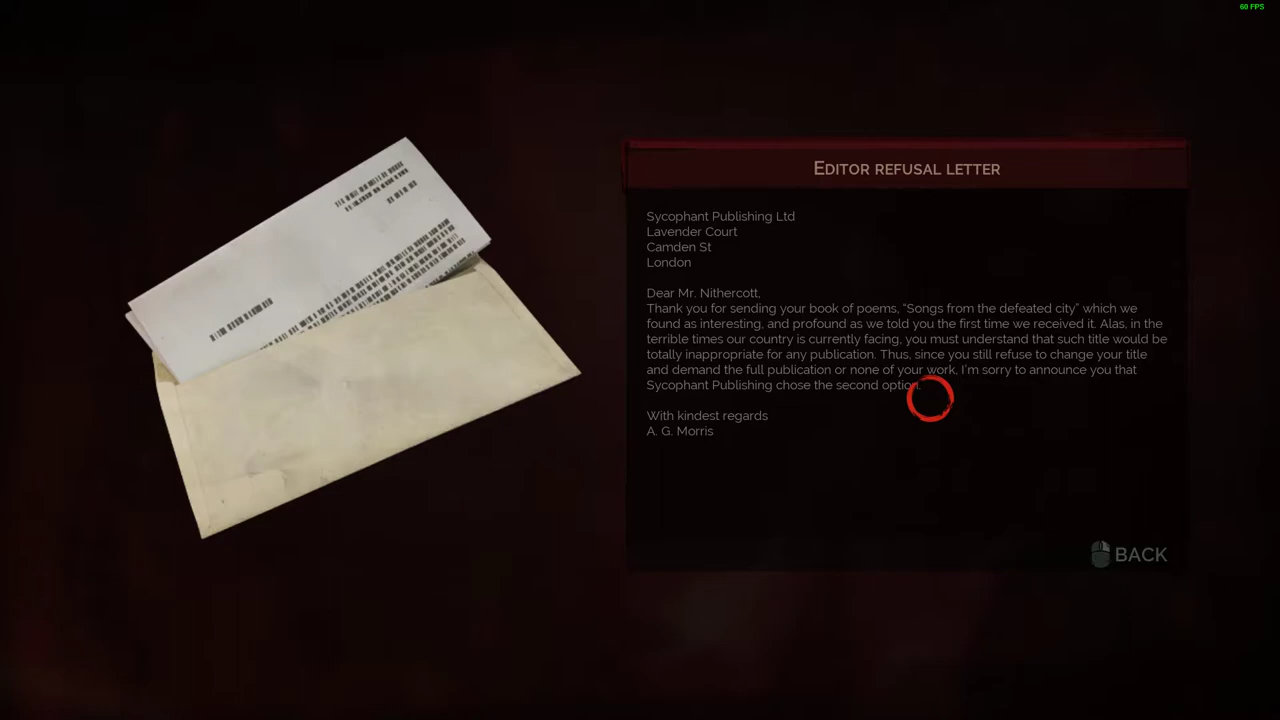 60 FPS
EDITOR REFUSAL LETTER
Sycophant Publishing Ltd
Lavender Court
Camden St
London
Dear Mr. Nithercott,
Thank you for sending your book of poems, “Songs from the defeated city” which we
found as interesting, and profound as we told you the first time we received it. Alas, in the
terrible times our country is currently facing, you must understand that such title would be
totally inappropriate for any publication. Thus, since you still refuse to change your title
and demand the full publication or none of your work, I'm sorry to announce you that
Sycophant Publishing chose the second option.
With kindest regards
A. G. Morris
BACK